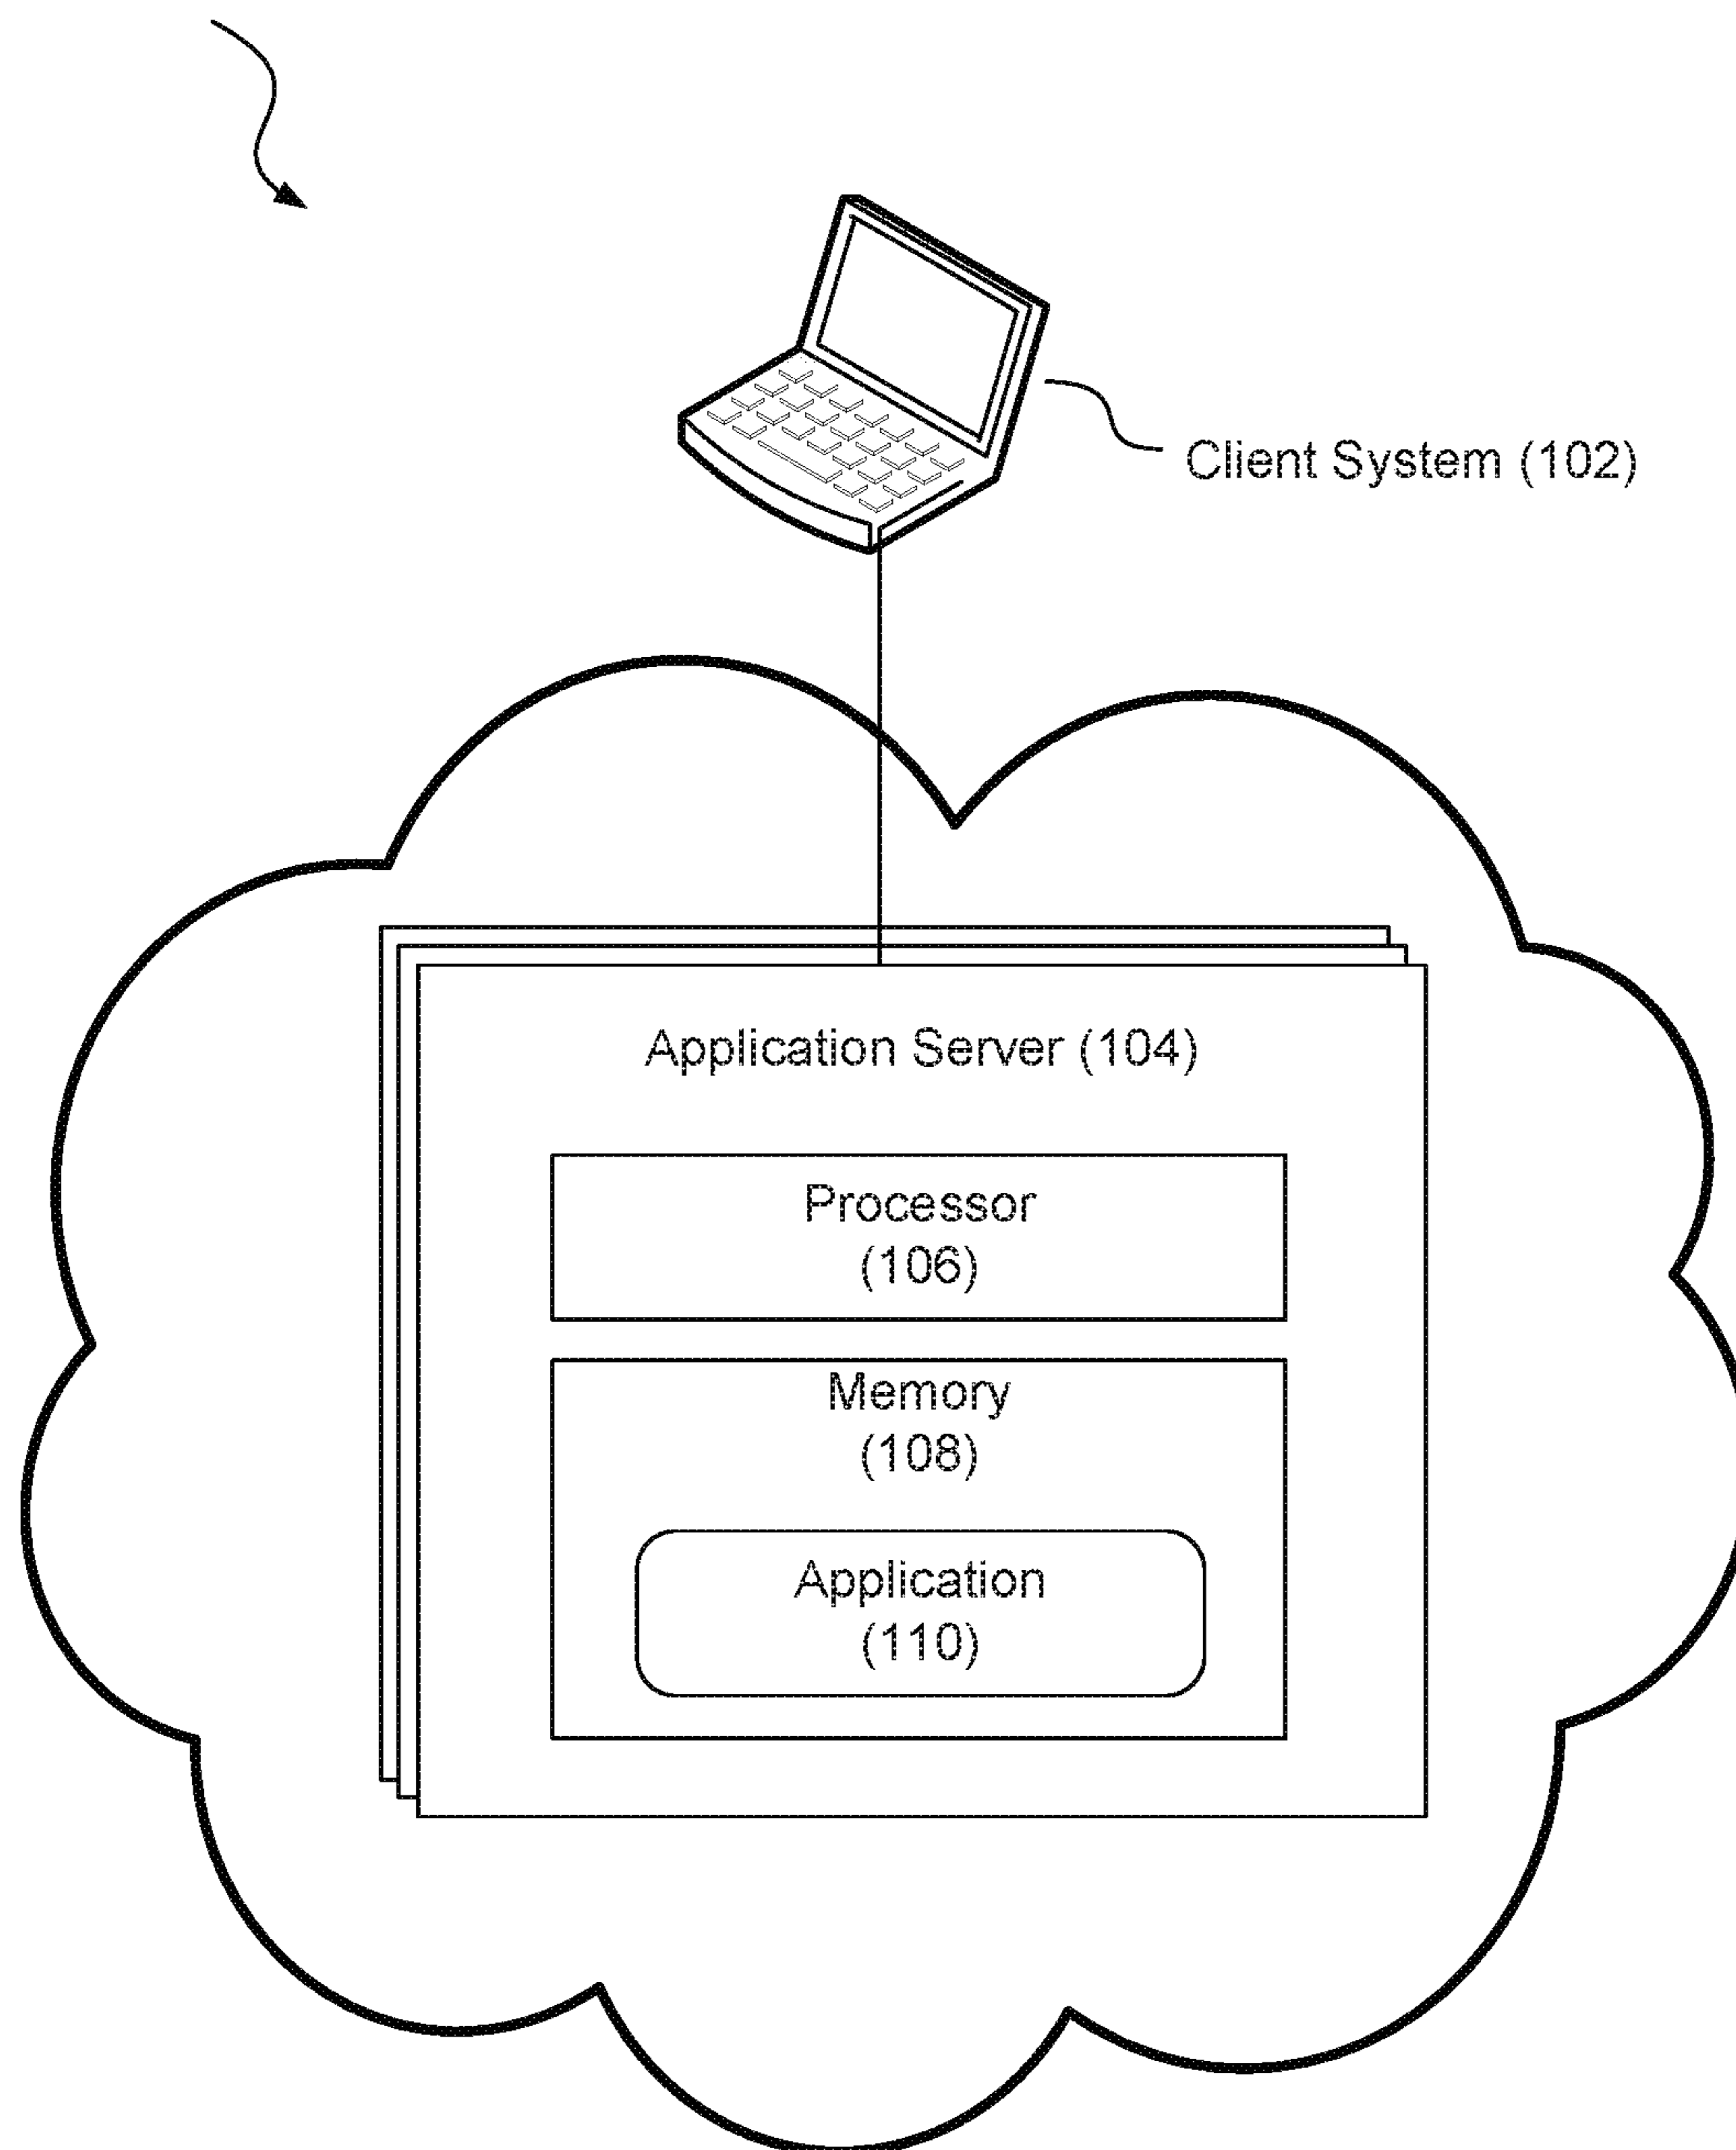 Client System (102)
Application Server (104)
Processor
(106)
Memory
(108)
Application
(110)